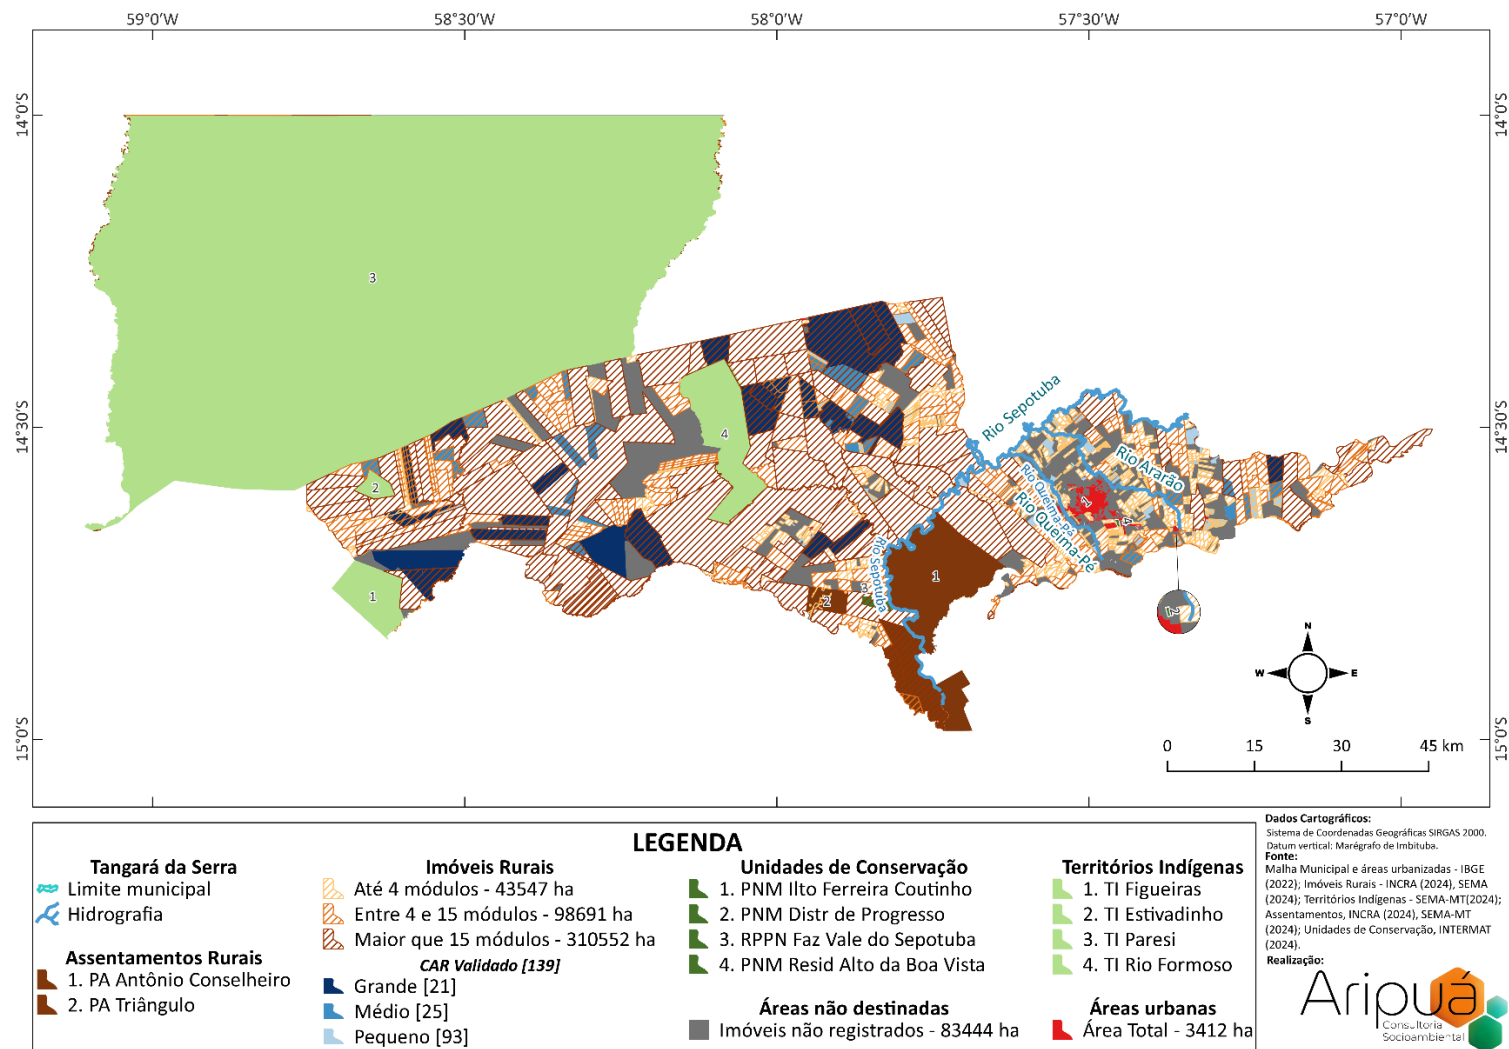 59°0'W 58°30'W 58°0'W 57°30'W 57°0'W
14°0'S 14°0'S
3
Rio Sepotuba
14°30'S 14°30'S
4
Rio Ararão
2
Rio Queima-Pé
Rio Queima-Pé
1
4
Rio Sepotuba
1
1
3
2
2
N
W E
S
15°0'S 15°0'S
0 15 30 45 km
LEGENDA
Tangará da Serra
Limite municipal
Hidrografia
Assentamentos Rurais
1. PA Antônio Conselheiro
2. PA Triângulo
Imóveis Rurais
Até 4 módulos - 43547 ha
Entre 4 e 15 módulos - 98691 ha
Maior que 15 módulos - 310552 ha
CAR Validado [139]
Grande [21]
Médio [25]
Pequeno [93]
Unidades de Conservação
1. PNM Ilto Ferreira Coutinho
2. PNM Distr de Progresso
3. RPPN Faz Vale do Sepotuba
4. PNM Resid Alto da Boa Vista
Áreas não destinadas
Imóveis não registrados - 83444 ha
Territórios Indígenas
1. TI Figueiras
2. TI Estivadinho
3. TI Paresi
4. TI Rio Formoso
Áreas urbanas
Área Total - 3412 ha
Dados Cartográficos:
Sistema de Coordenadas Geográficas SIRGAS 2000.
Datum vertical: Marégrafo de Imbituba.
Fonte:
Malha Municipal e áreas urbanizadas - IBGE
(2022); Imóveis Rurais - INCRA (2024), SEMA
(2024); Territórios Indígenas - SEMA-MT(2024);
Assentamentos, INCRA (2024), SEMA-MT
(2024); Unidades de Conservação, INTERMAT
(2024).
Realização:
Aripuá
Consultoria
Socioambiental